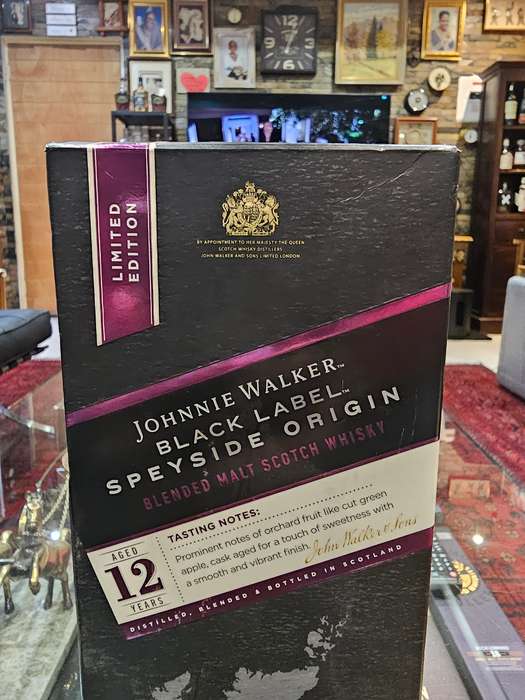 LIMITED
EDITION
BY APPOINTMENT TO HER MAJESTY THE QUEEN
SCOTCH WHISKY DISTILLERS
JOHN WALKER AND SONS LIMITED LONDON
JOHNNIE WALKER™
BLACK LABEL™
SPEYSIDE ORIGIN
BLENDED MALT SCOTCH WHISKY
AGED
12
YEARS
TASTING NOTES:
Prominent notes of orchard fruit like cut green
apple, cask aged for a touch of sweetness with
a smooth and vibrant finish.
John Walker & Sons
DISTILLED, BLENDED & BOTTLED IN SCOTLAND